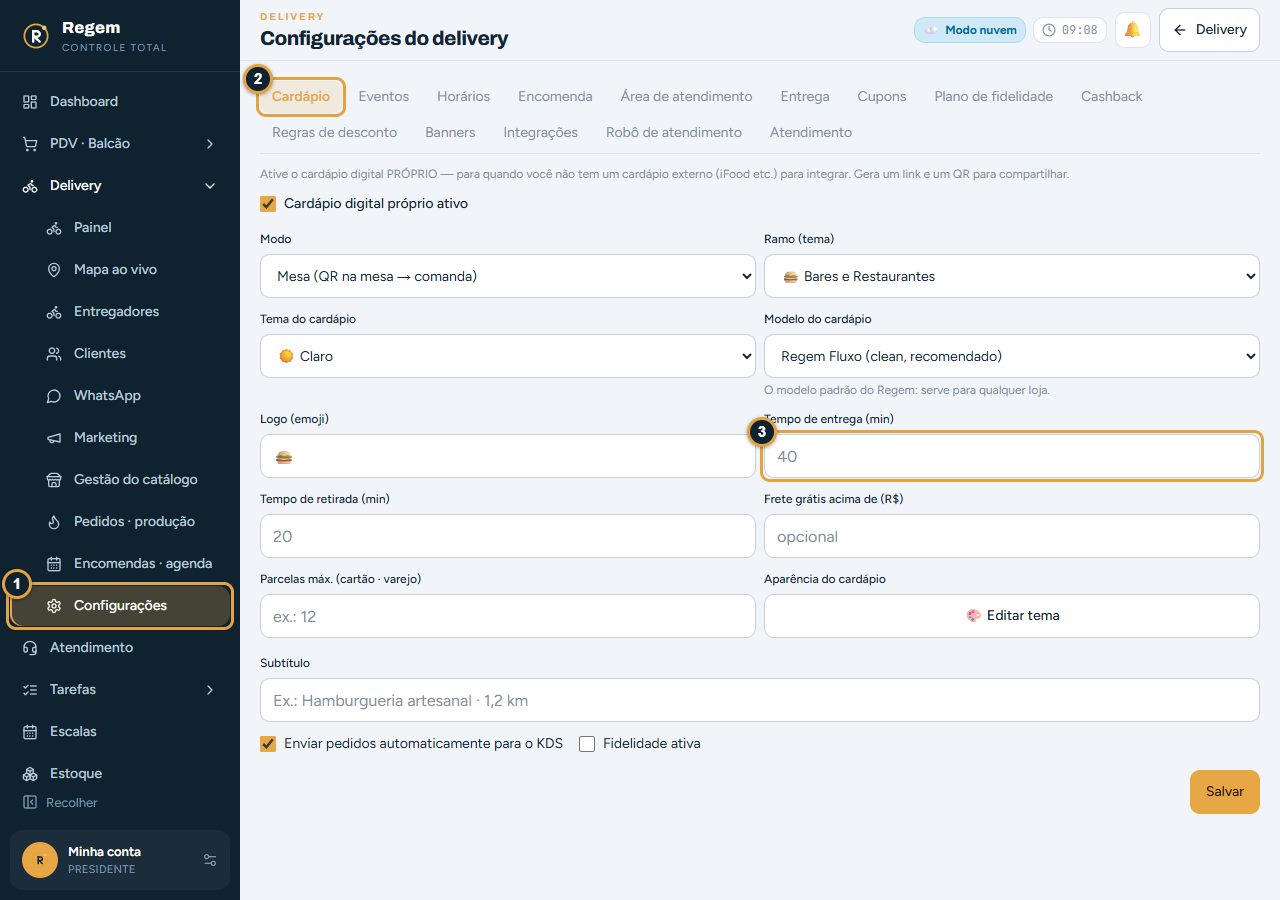 Regem
CONTROLE TOTAL
Dashboard
PDV · Balcão
Delivery
Painel
Mapa ao vivo
Entregadores
Clientes
WhatsApp
Marketing
Gestão do catálogo
Pedidos · produção
Encomendas · agenda
1
Configurações
Atendimento
Tarefas
Escalas
Estoque
Recolher
R
Minha conta
PRESIDENTE
DELIVERY
Configurações do delivery
Modo nuvem
09:08
Delivery
2
Cardápio Eventos Horários Encomenda Área de atendimento Entrega Cupons Plano de fidelidade Cashback
Regras de desconto Banners Integrações Robô de atendimento Atendimento
Ative o cardápio digital PRÓPRIO — para quando você não tem um cardápio externo (iFood etc.) para integrar. Gera um link e um QR para compartilhar.
Cardápio digital próprio ativo
Modo Ramo (tema)
Mesa (QR na mesa → comanda) Bares e Restaurantes
Tema do cardápio Modelo do cardápio
Claro Regem Fluxo (clean, recomendado)
O modelo padrão do Regem: serve para qualquer loja.
Logo (emoji) Tempo de entrega (min)
3
40
Tempo de retirada (min) Frete grátis acima de (R$)
20 opcional
Parcelas máx. (cartão · varejo) Aparência do cardápio
ex.: 12 Editar tema
Subtítulo
Ex.: Hamburgueria artesanal · 1,2 km
Enviar pedidos automaticamente para o KDS Fidelidade ativa
Salvar